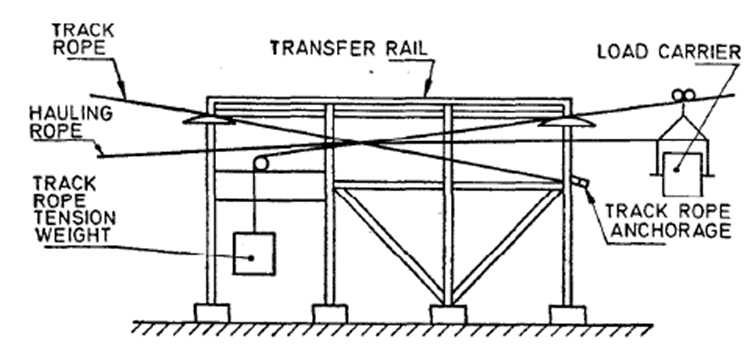 TRACK
ROPE
TRANSFER RAIL
LOAD CARRIER
HAULING
ROPE
TRACK
ROPE
TENSION
WEIGHT
TRACK ROPE
ANCHORAGE